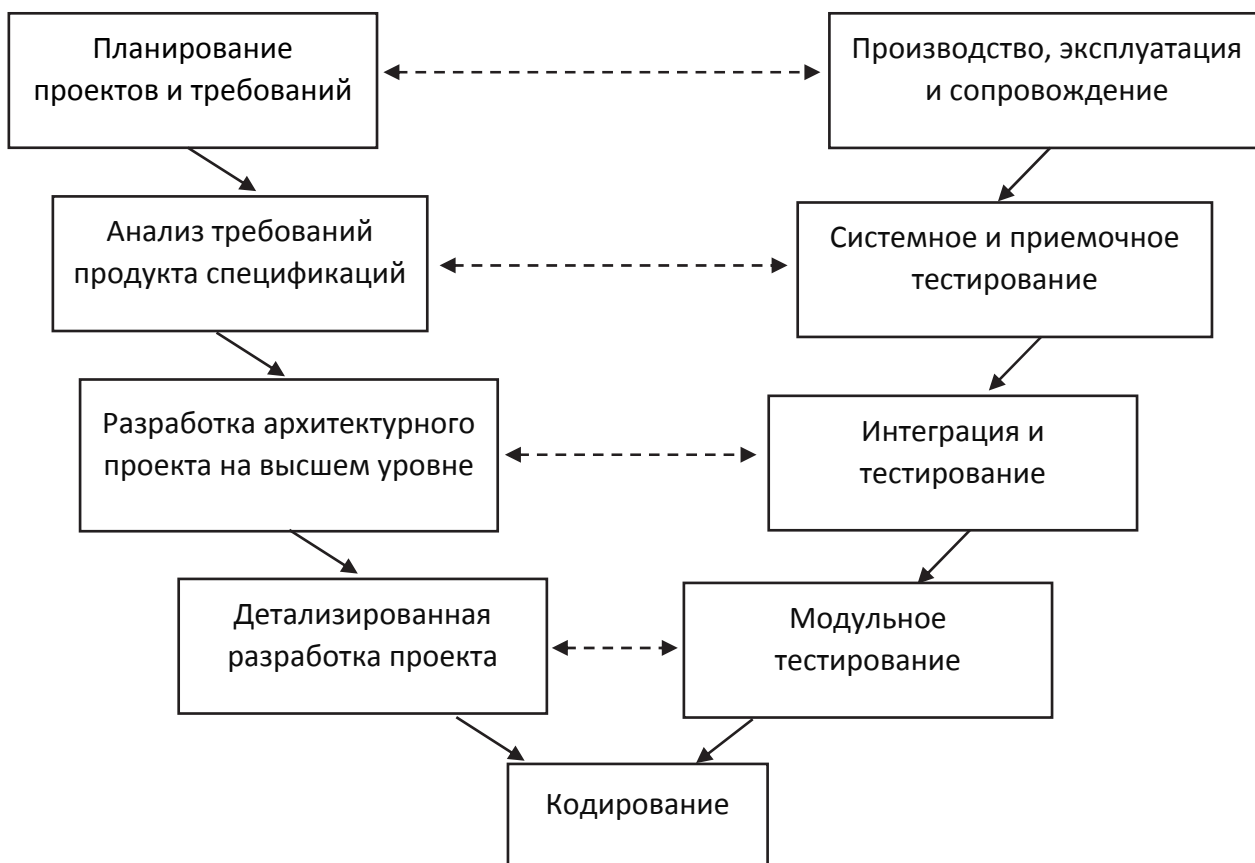 Планирование
проектов и требований
Производство, эксплуатация
и сопровождение
Анализ требований
продукта спецификаций
Системное и приемочное
тестирование
Разработка архитектурного
проекта на высшем уровне
Интеграция и
тестирование
Детализированная
разработка проекта
Модульное
тестирование
Кодирование